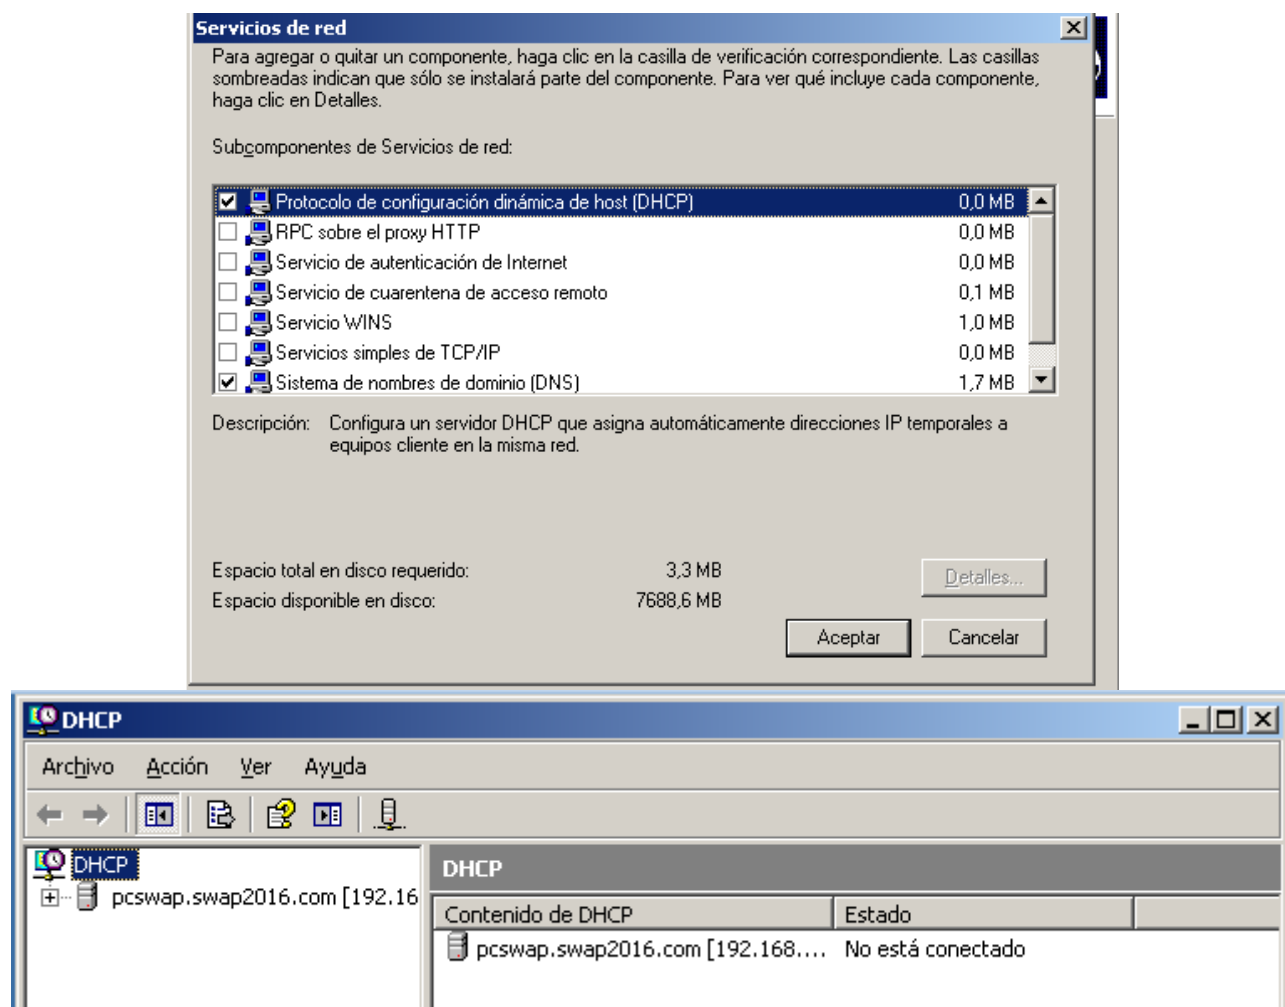 Servicios de red
Para agregar o quitar un componente, haga clic en la casilla de verificación correspondiente. Las casillas
sombreadas indican que sólo se instalará parte del componente. Para ver qué incluye cada componente,
haga clic en Detalles.
Subcomponentes de Servicios de red:
Protocolo de configuración dinámica de host (DHCP) 0,0 MB
RPC sobre el proxy HTTP 0,0 MB
Servicio de autenticación de Internet 0,0 MB
Servicio de cuarentena de acceso remoto 0,1 MB
Servicio WINS 1,0 MB
Servicios simples de TCP/IP 0,0 MB
Sistema de nombres de dominio (DNS) 1,7 MB
Descripción: Configura un servidor DHCP que asigna automáticamente direcciones IP temporales a
equipos cliente en la misma red.
Espacio total en disco requerido: 3,3 MB
Detalles...
Espacio disponible en disco: 7688,6 MB
Aceptar Cancelar
DHCP
Archivo Acción Ver Ayuda
DHCP
pcswap.swap2016.com [192.16
DHCP
Contenido de DHCP Estado
pcswap.swap2016.com [192.168.... No está conectado